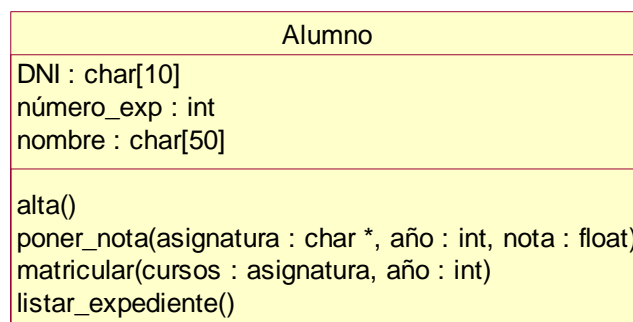 Alumno
DNI : char[10]
número_exp : int
nombre : char[50]
alta()
poner_nota(asignatura : char *, año : int, nota : float)
matricular(cursos : asignatura, año : int)
listar_expediente()